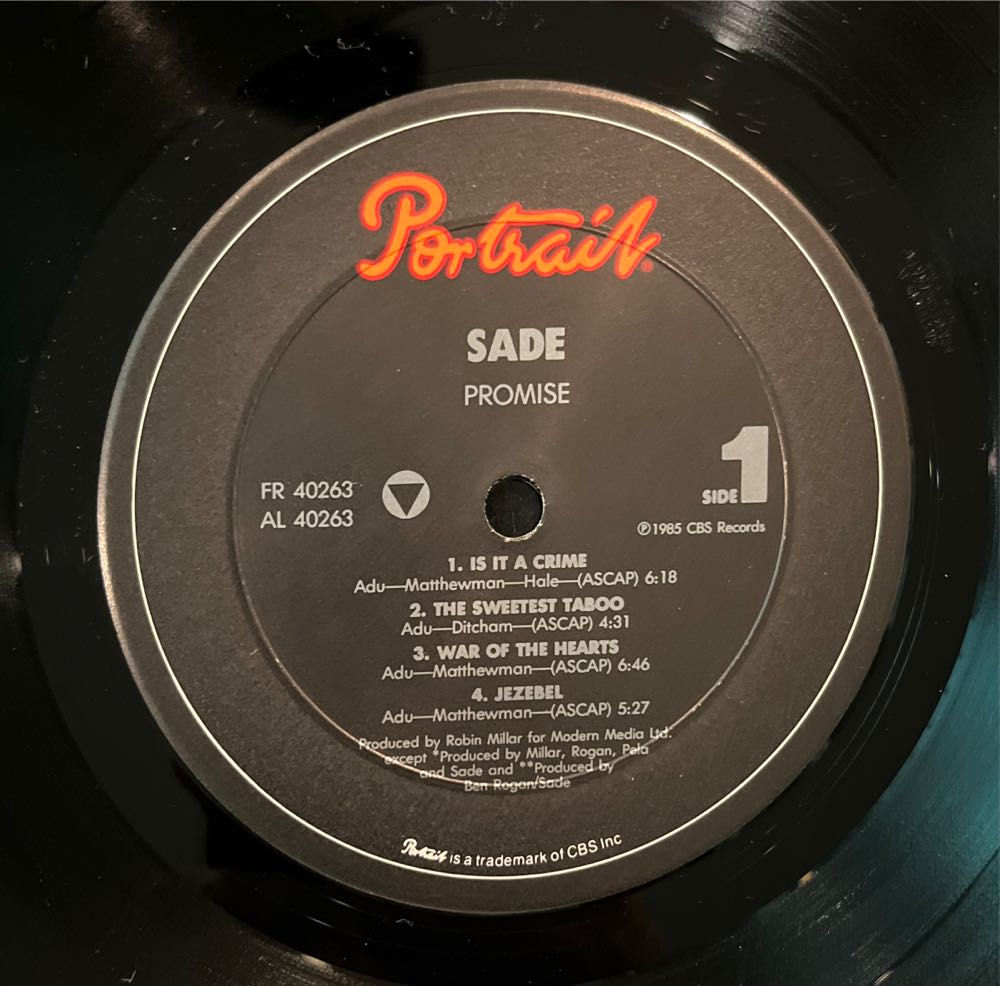 Portrait®
SADE
PROMISE
SIDE 1
FR 40263
AL 40263
℗1985 CBS Records
1. IS IT A CRIME
Adu—Matthewman—Hale—(ASCAP) 6:18
2. THE SWEETEST TABOO
Adu—Ditcham—(ASCAP) 4:31
3. WAR OF THE HEARTS
Adu—Matthewman—(ASCAP) 6:46
4. JEZEBEL
Adu—Matthewman—(ASCAP) 5:27
Produced by Robin Millar for Modern Media Ltd.
except *Produced by Millar, Rogan, Pela
and Sade and **Produced by
Ben Rogan/Sade
Portrait is a trademark of CBS Inc